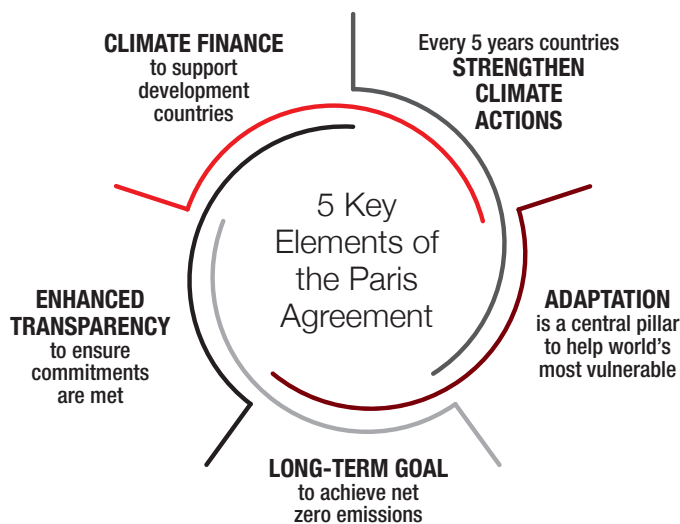 5 Key
Elements of
the Paris
Agreement
CLIMATE FINANCE
to support
development
countries
Every 5 years countries
STRENGTHEN
CLIMATE
ACTIONS
ADAPTATION
is a central pillar
to help world's
most vulnerable
LONG-TERM GOAL
to achieve net
zero emissions
ENHANCED
TRANSPARENCY
to ensure
commitments
are met